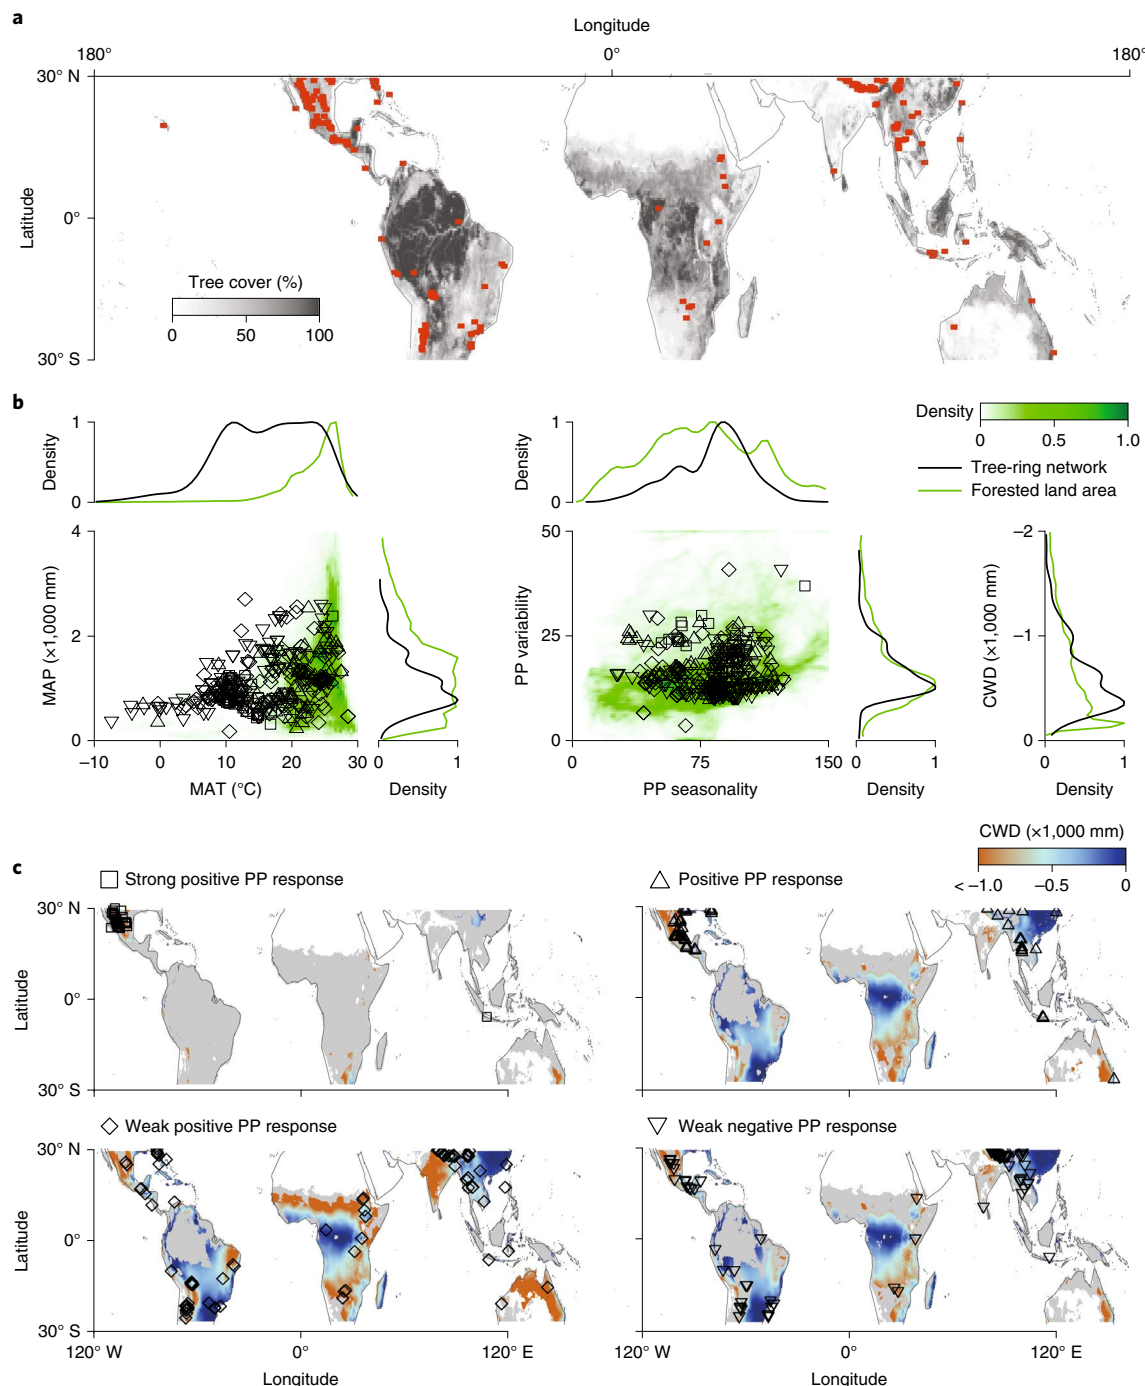 a
Longitude
180° 0° 180°
30° N
0°
30° S
Latitude
Tree cover (%)
0 50 100
b
Density
0 0.5 1.0
Tree-ring network
Forested land area
1
0
Density
1
0
Density
4
2
0
MAP (×1,000 mm)
−10 0 10 20 30
MAT (°C)
0 1
Density
50
25
0
PP variability
0 75 150
PP seasonality
0 1
Density
−2
−1
0
CWD (×1,000 mm)
0 1
Density
c
CWD (×1,000 mm)
< −1.0 −0.5 0
Strong positive PP response
Positive PP response
30° N
0°
30° S
Latitude
Weak positive PP response
Weak negative PP response
30° N
0°
30° S
Latitude
120° W 0° 120° E
Longitude
120° W 0° 120° E
Longitude